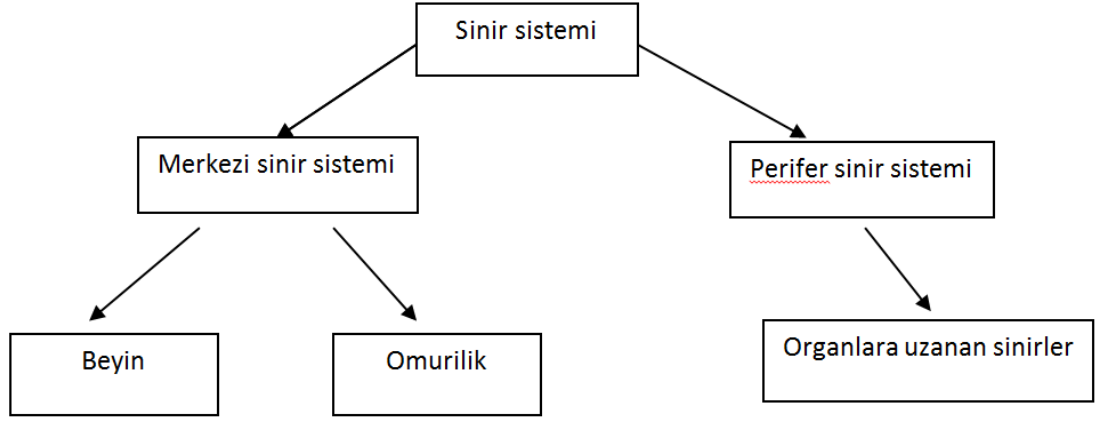 Sinir sistemi
Merkezi sinir sistemi
Perifer sinir sistemi
Beyin
Omurilik
Organlara uzanan sinirler